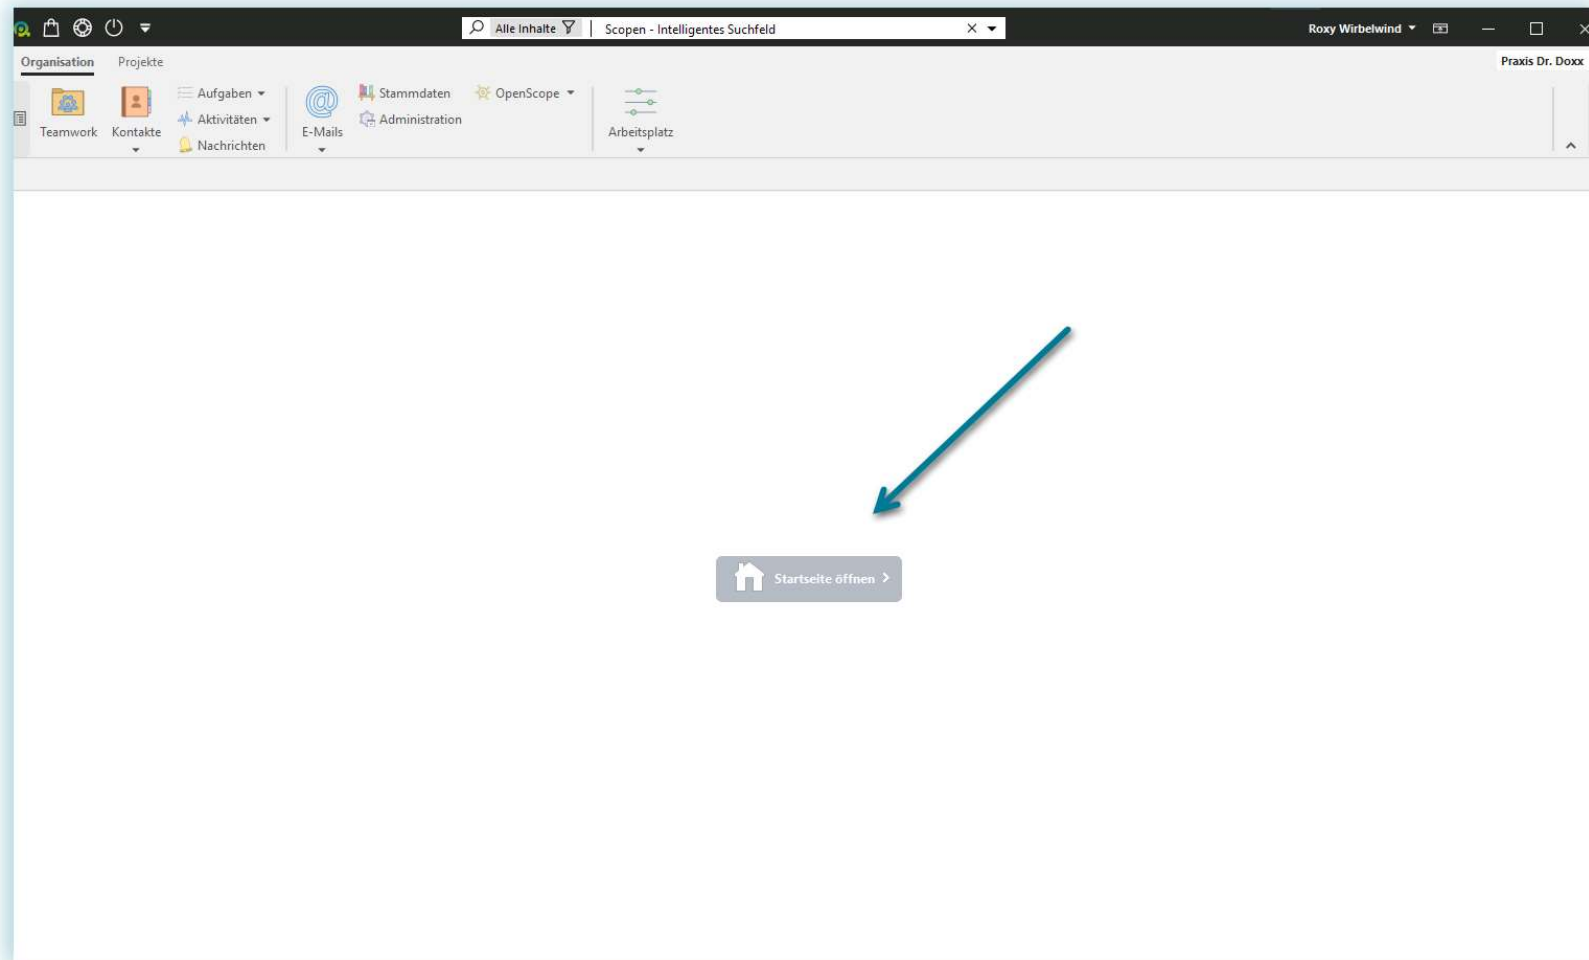 Alle Inhalte
Scopen - Intelligentes Suchfeld
Roxy Wirbelwind
Organisation
Projekte
Praxis Dr. Doxx
Teamwork
Kontakte
Aufgaben
Aktivitäten
Nachrichten
E-Mails
Stammdaten
Administration
OpenScope
Arbeitsplatz
Startseite öffnen